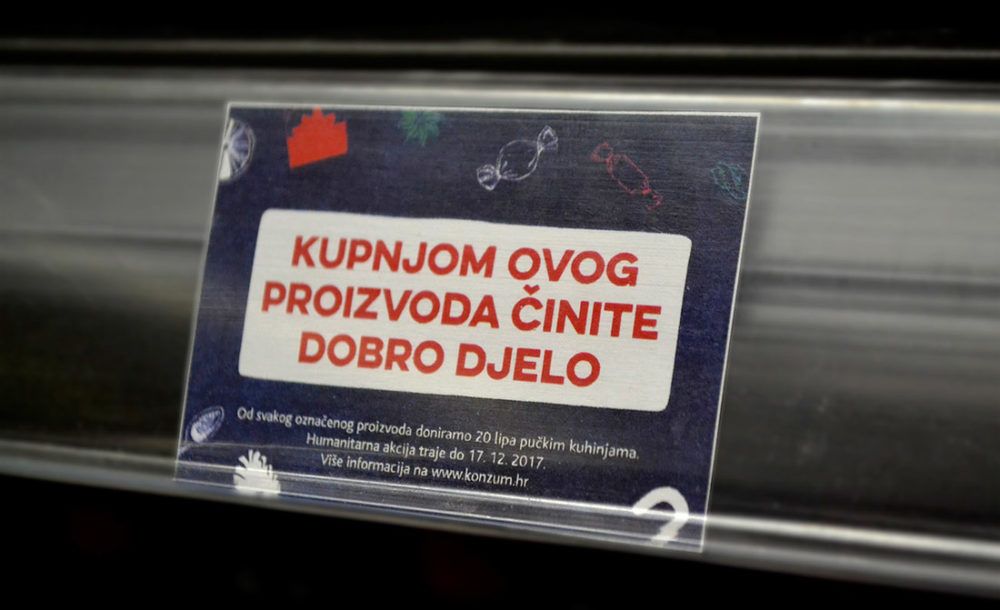 KUPNJOM OVOG
PROIZVODA ČINITE
DOBRO DJELO
Od svakog označenog proizvoda doniramo 20 lipa pučkim kuhinjama.
Humanitarna akcija traje do 17. 12. 2017.
Više informacija na www.konzum.hr